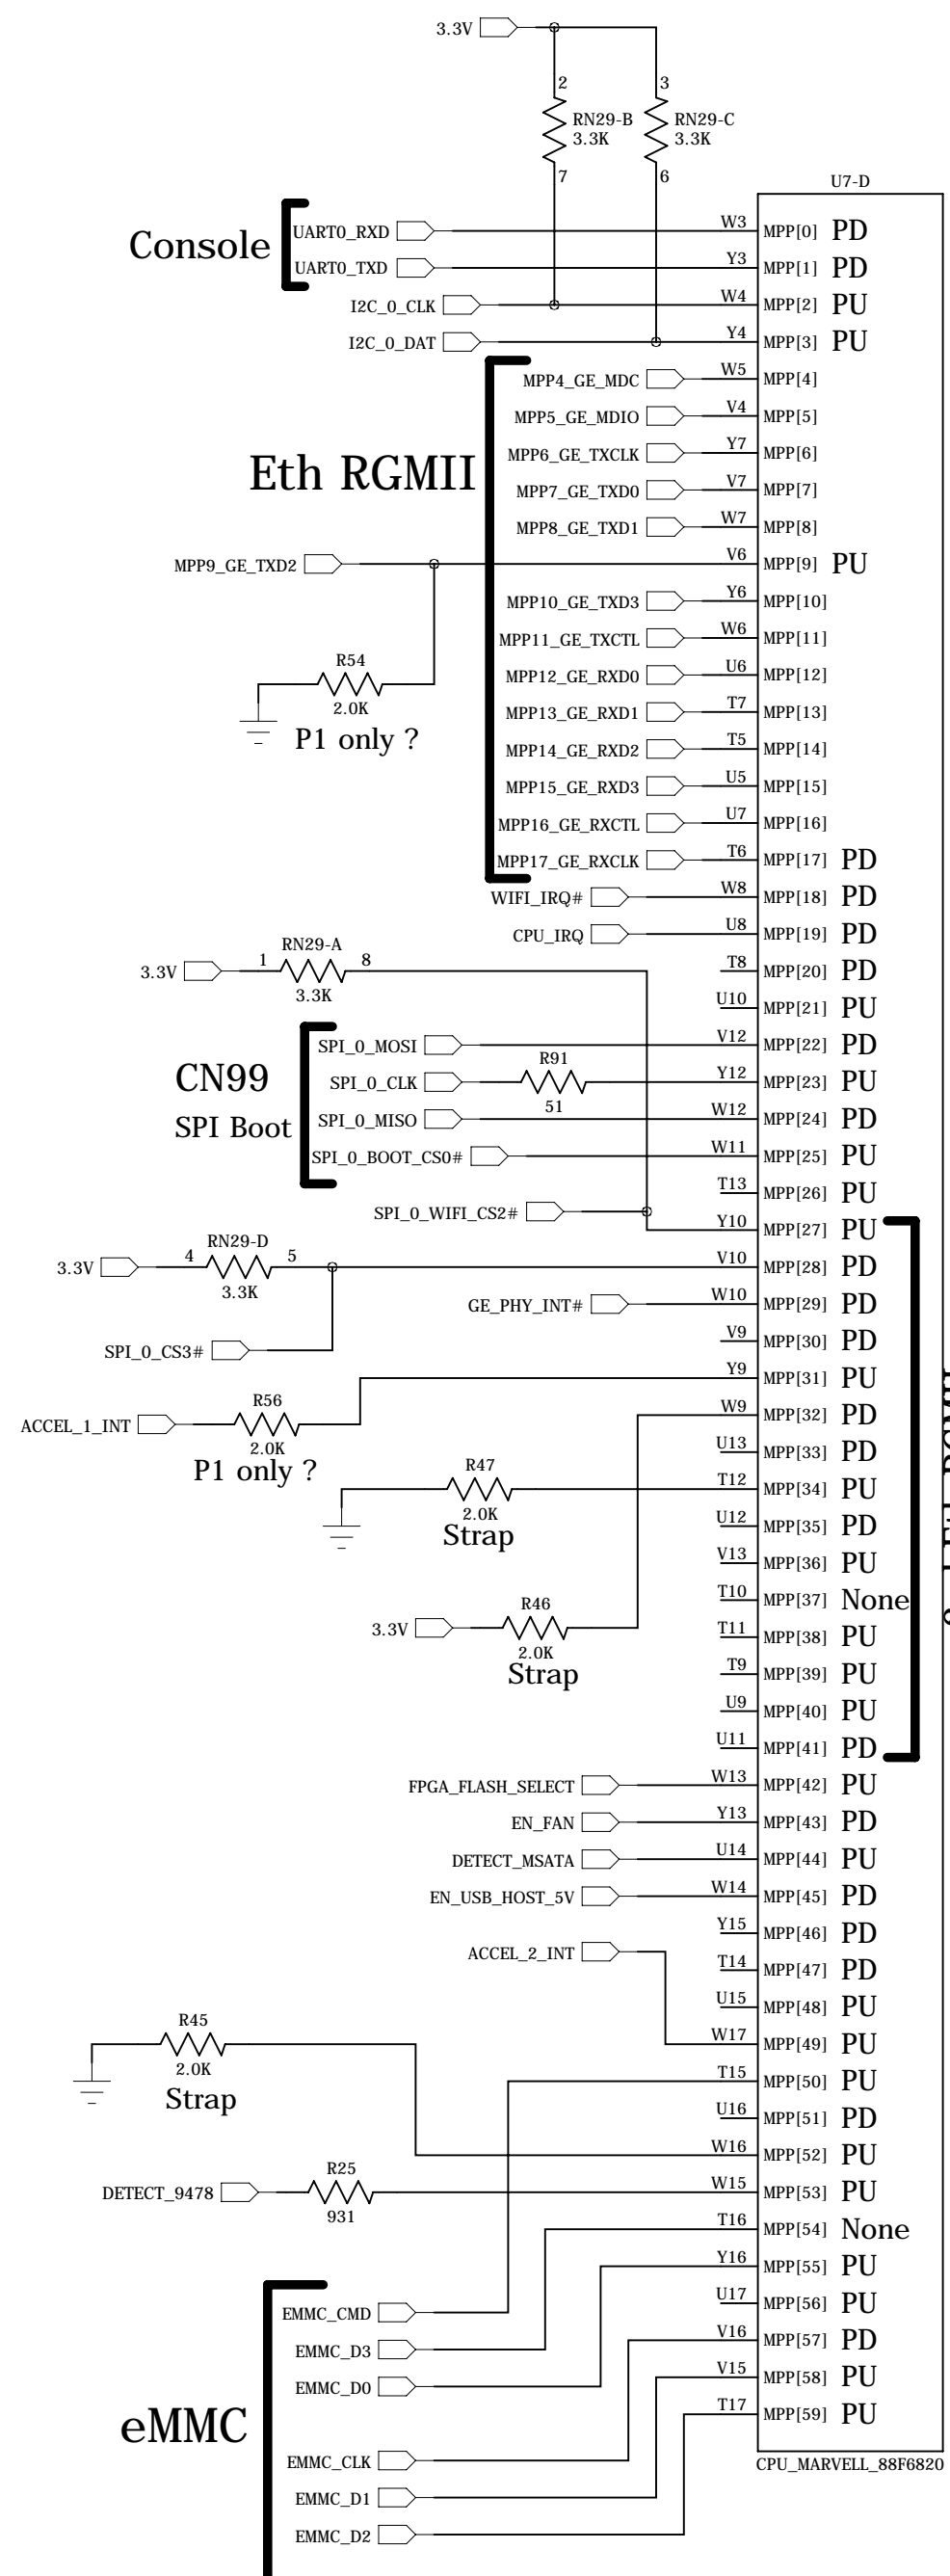 3.3V
2
3
RN29-B
3.3K
RN29-C
3.3K
7
6
U7-D
Console
UART0_RXD
W3
MPP[0] PD
UART0_TXD
Y3
MPP[1] PD
I2C_0_CLK
W4
MPP[2] PU
I2C_0_DAT
Y4
MPP[3] PU
Eth RGMII
MPP4_GE_MDC
W5
MPP[4]
MPP5_GE_MDIO
V4
MPP[5]
MPP6_GE_TXCLK
Y7
MPP[6]
MPP7_GE_TXD0
V7
MPP[7]
MPP8_GE_TXD1
W7
MPP[8]
MPP9_GE_TXD2
V6
MPP[9] PU
MPP10_GE_TXD3
Y6
MPP[10]
MPP11_GE_TXCTL
W6
MPP[11]
R54
2.0K
P1 only ?
MPP12_GE_RXD0
U6
MPP[12]
MPP13_GE_RXD1
T7
MPP[13]
MPP14_GE_RXD2
T5
MPP[14]
MPP15_GE_RXD3
U5
MPP[15]
MPP16_GE_RXCTL
U7
MPP[16]
MPP17_GE_RXCLK
T6
MPP[17] PD
WIFI_IRQ#
W8
MPP[18] PD
CPU_IRQ
U8
MPP[19] PD
3.3V
1
RN29-A
3.3K
8
T8
MPP[20] PD
U10
MPP[21] PU
CN99
SPI Boot
SPI_0_MOSI
V12
MPP[22] PD
SPI_0_CLK
R91
51
Y12
MPP[23] PU
SPI_0_MISO
W12
MPP[24] PD
SPI_0_BOOT_CS0#
W11
MPP[25] PU
T13
MPP[26] PU
SPI_0_WIFI_CS2#
Y10
MPP[27] PU
3.3V
4
RN29-D
3.3K
5
V10
MPP[28] PD
GE_PHY_INT#
W10
MPP[29] PD
SPI_0_CS3#
V9
MPP[30] PD
Y9
MPP[31] PU
ACCEL_1_INT
R56
2.0K
P1 only ?
W9
MPP[32] PD
U13
MPP[33] PD
R47
2.0K
Strap
T12
MPP[34] PU
U12
MPP[35] PD
V13
MPP[36] PU
T10
MPP[37] None
3.3V
R46
2.0K
Strap
T11
MPP[38] PU
T9
MPP[39] PU
U9
MPP[40] PU
U11
MPP[41] PD
FPGA_FLASH_SELECT
W13
MPP[42] PU
EN_FAN
Y13
MPP[43] PD
DETECT_MSATA
U14
MPP[44] PU
EN_USB_HOST_5V
W14
MPP[45] PD
Y15
MPP[46] PD
ACCEL_2_INT
T14
MPP[47] PD
U15
MPP[48] PU
W17
MPP[49] PU
R45
2.0K
Strap
T15
MPP[50] PU
U16
MPP[51] PD
W16
MPP[52] PU
DETECT_9478
R25
931
W15
MPP[53] PU
T16
MPP[54] None
Y16
MPP[55] PU
U17
MPP[56] PU
V16
MPP[57] PD
V15
MPP[58] PU
T17
MPP[59] PU
eMMC
EMMC_CMD
EMMC_D3
EMMC_D0
EMMC_CLK
EMMC_D1
EMMC_D2
CPU_MARVELL_88F6820